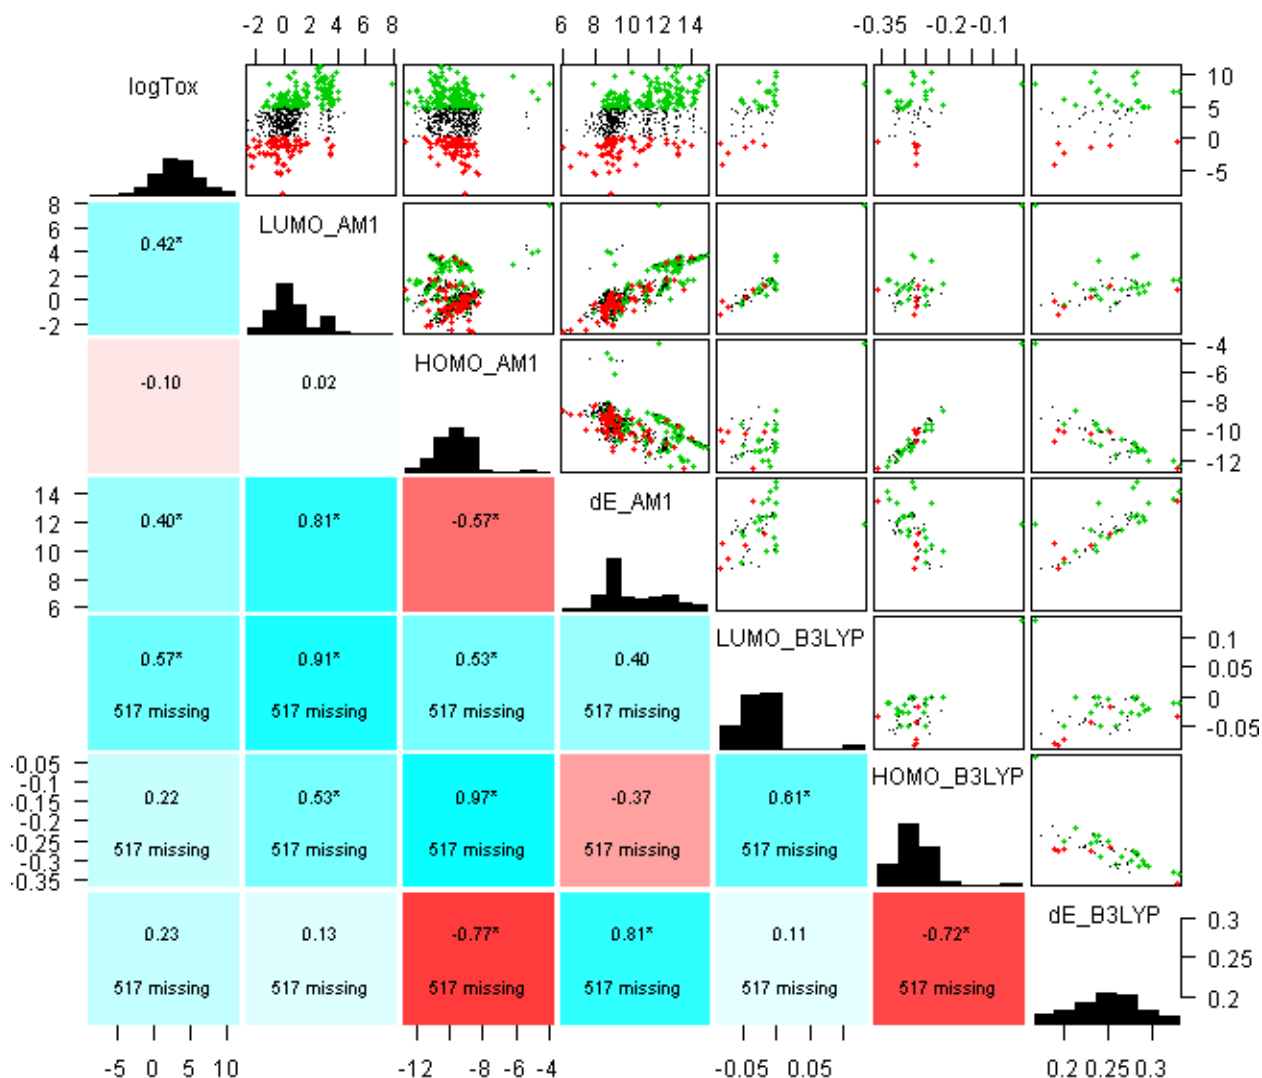 -2 0 2 4 6 8 6 8 10 12 14 -0.35 -0.2 -0.1
logTox
10
5
0
-5
8
6
4
2
0
-2
0.42*
LUMO_AM1
-0.10
0.02
HOMO_AM1
-4
-6
-8
-10
-12
14
12
10
8
6
0.40*
0.81*
-0.57*
dE_AM1
0.57*
517 missing
0.91*
517 missing
0.53*
517 missing
0.40
517 missing
LUMO_B3LYP
0.1
0.05
0
-0.05
-0.05
-0.1
-0.15
-0.2
-0.25
-0.3
-0.35
0.22
517 missing
0.53*
517 missing
0.97*
517 missing
-0.37
517 missing
0.61*
517 missing
HOMO_B3LYP
0.23
517 missing
0.13
517 missing
-0.77*
517 missing
0.81*
517 missing
0.11
517 missing
-0.72*
517 missing
dE_B3LYP
0.3
0.25
0.2
-5 0 5 10 -12 -8 -6 -4 -0.05 0.05 0.2 0.25 0.3